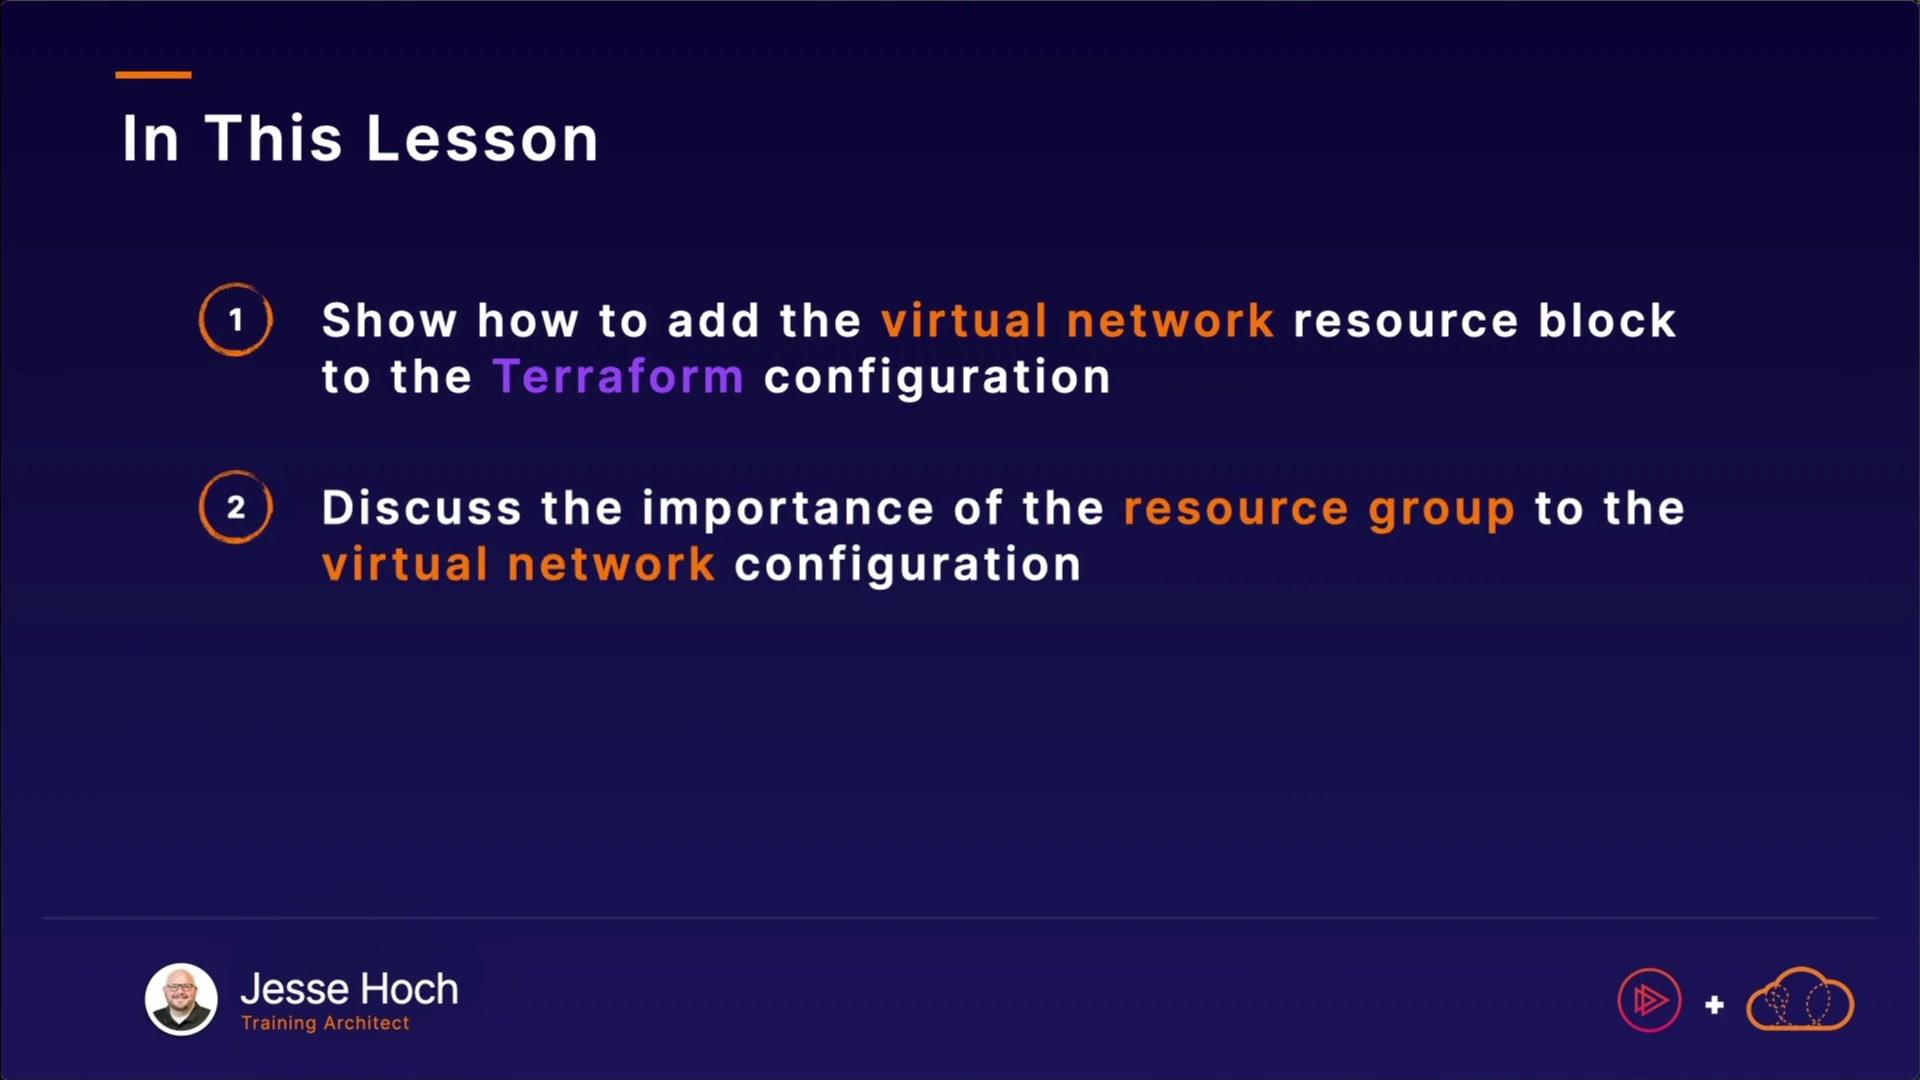 In This Lesson
1
Show how to add the virtual network resource block
to the Terraform configuration
2
Discuss the importance of the resource group to the
virtual network configuration
Jesse Hoch
Training Architect
+